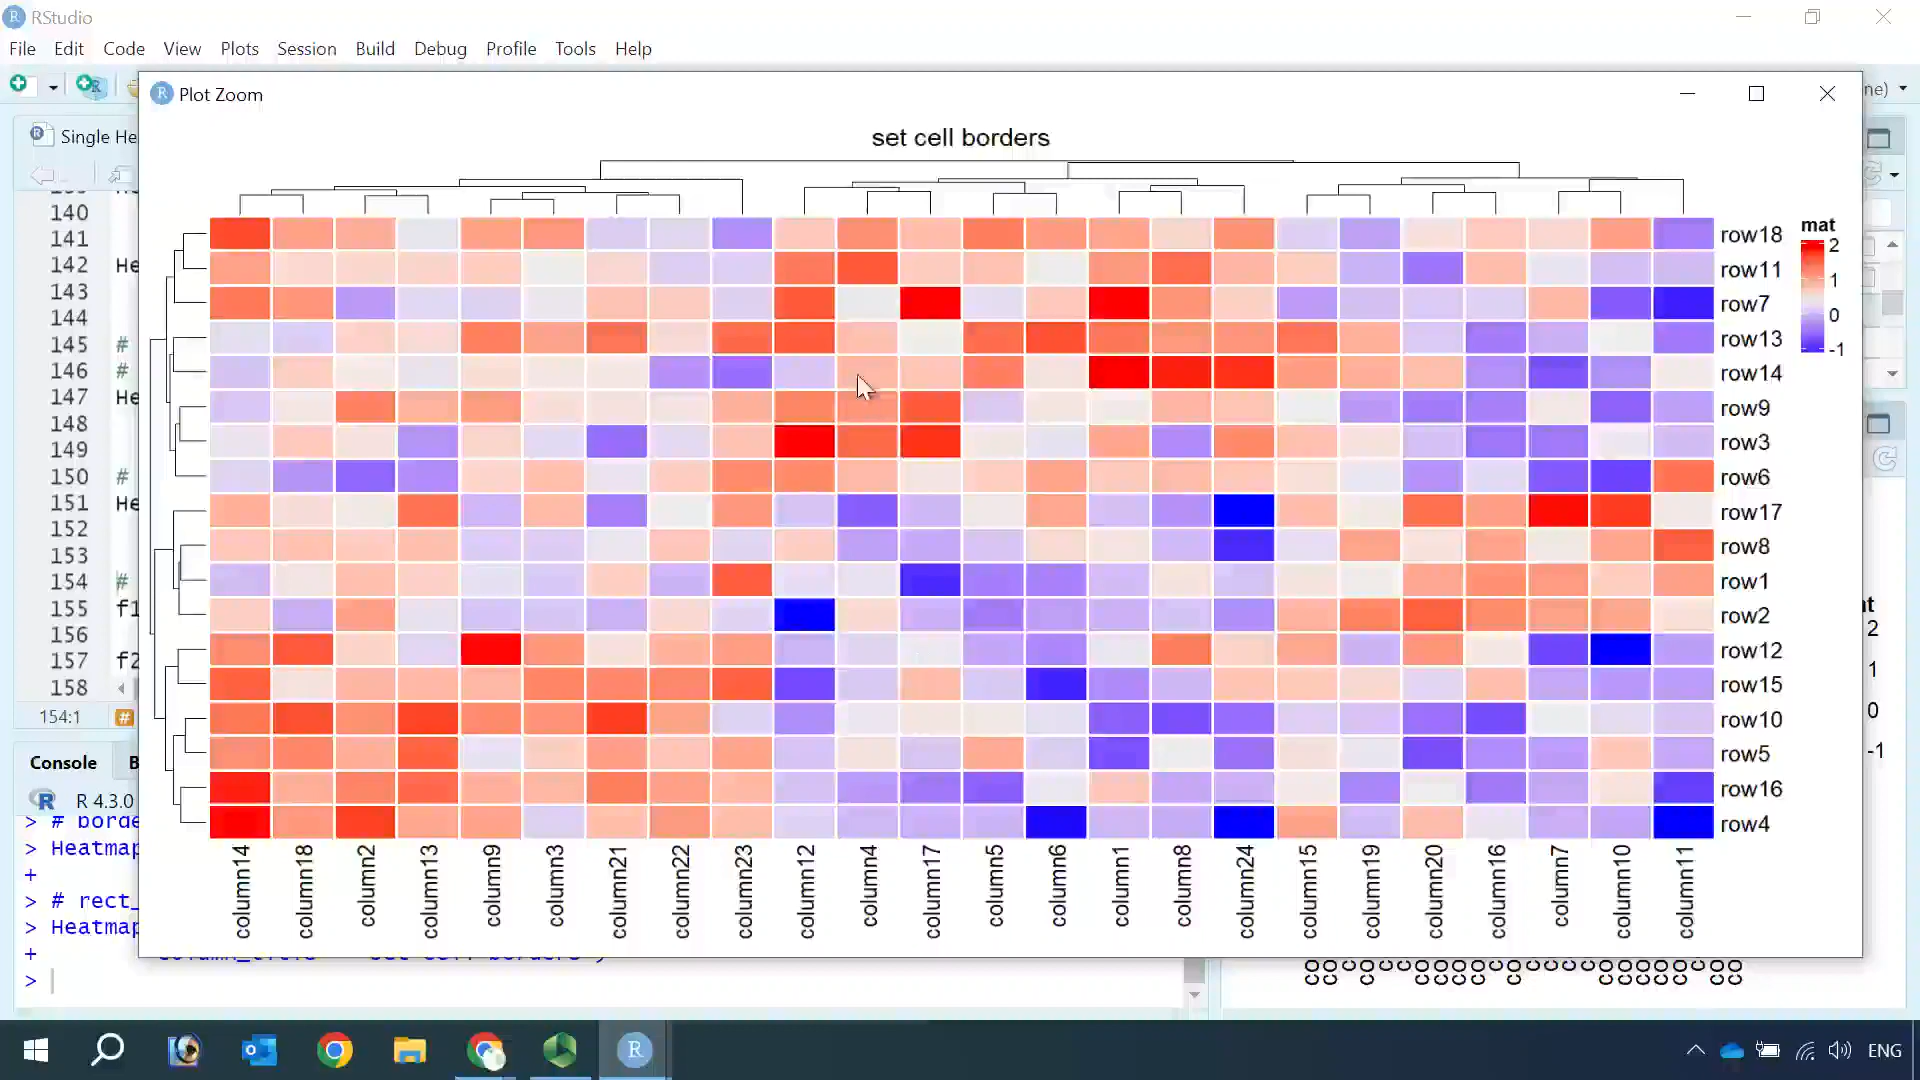 RStudio
File Edit Code View Plots Session Build Debug Profile Tools Help
Plot Zoom
Single He
set cell borders
mat
2
1
0
-1
row18
row11
row7
row13
row14
row9
row3
row6
row17
row8
row1
row2
row12
row15
row10
row5
row16
row4
column14 column18 column2 column13 column9 column3 column21 column22 column23 column12 column4 column17 column5 column6 column1 column8 column24 column15 column19 column20 column16 column7 column10 column11
140
141
142 He
143
144
145 #
146 #
147 He
148
149
150 #
151 He
152
153
154 #
155 f1
156
157 f2
158
154:1
Console
R 4.3.0
> # borde
> Heatmap
+
> # rect_
> Heatmap
+
>
2
1
0
-1
ENG